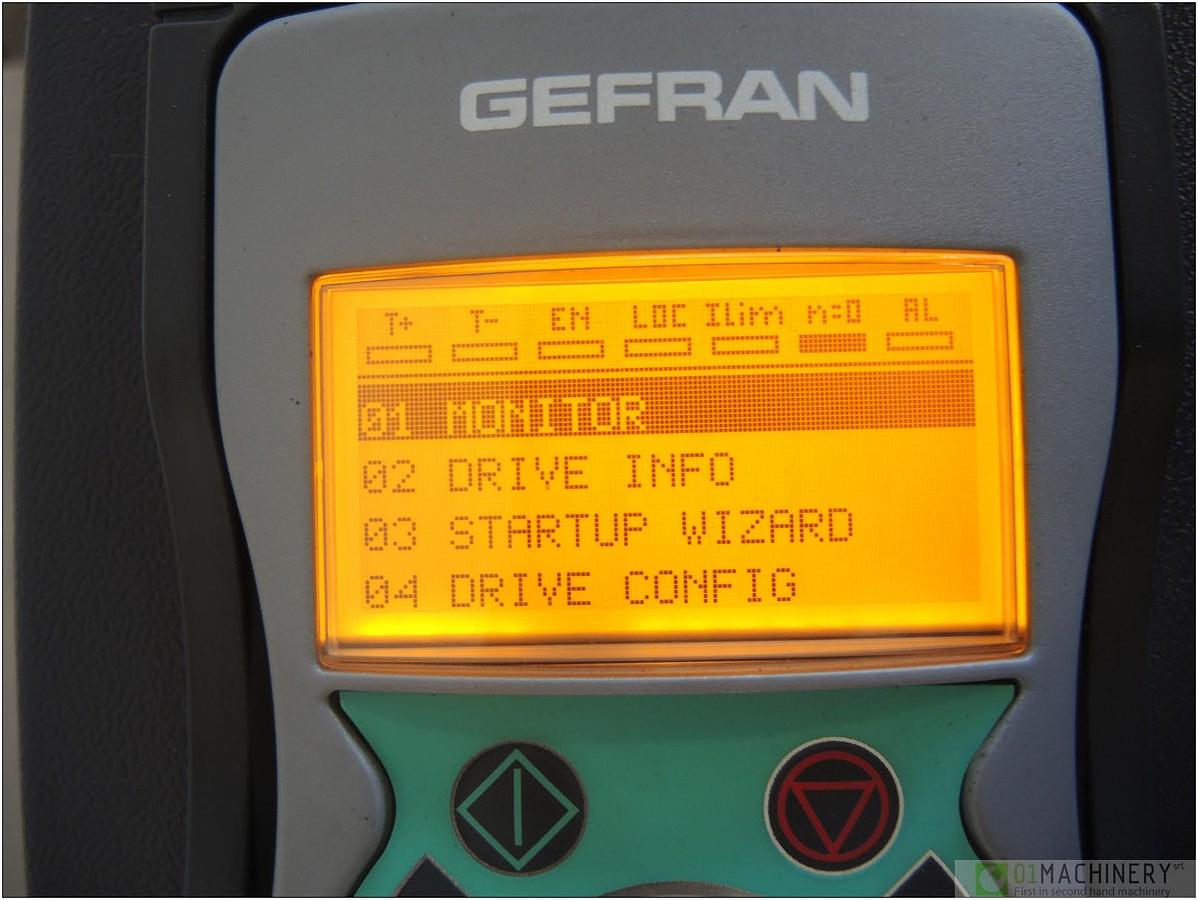 GEFRAN
T+ T- EN LOC Ilim n=0 AL
01 MONITOR
02 DRIVE INFO
03 STARTUP WIZARD
04 DRIVE CONFIG
01MACHINERY srl
First in second hand machinery